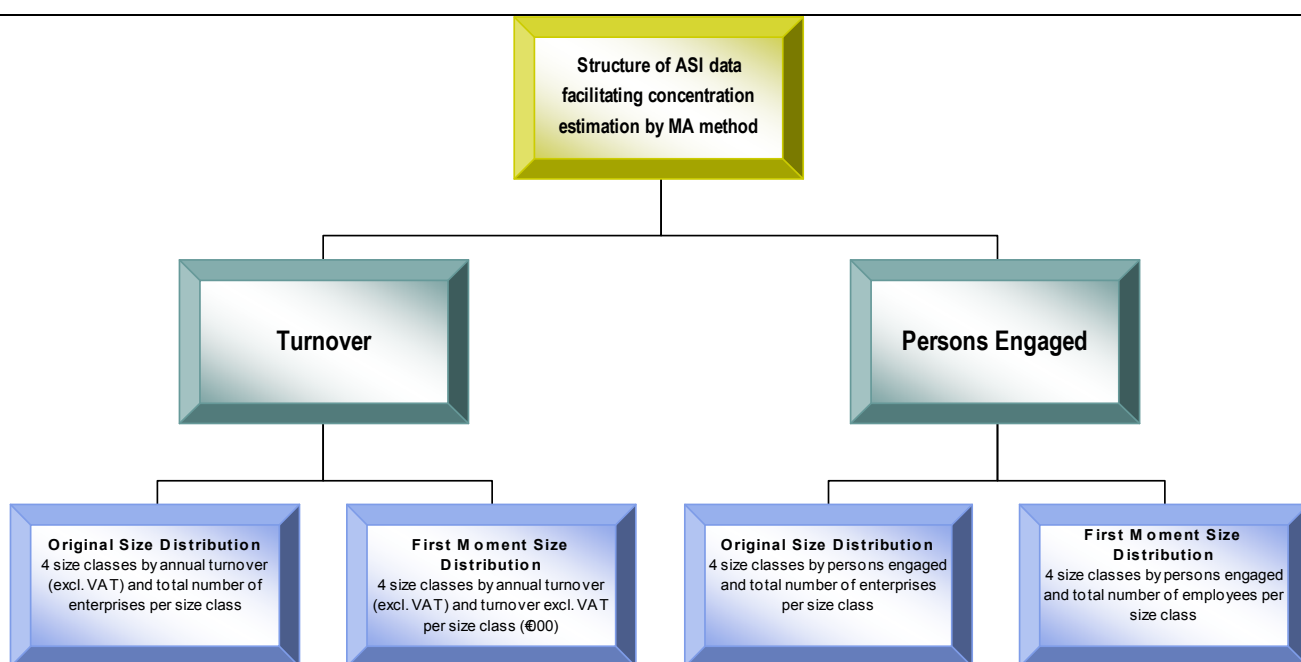 Structure of ASI data
facilitating concentration
estimation by MA method
Turnover
Persons Engaged
Original Size Distribution
4 size classes by annual turnover
(excl. VAT) and total number of
enterprises per size class
First Moment Size
Distribution
4 size classes by annual turnover
(excl. VAT) and turnover excl. VAT
per size class (€000)
Original Size Distribution
4 size classes by persons engaged
and total number of enterprises
per size class
First Moment Size
Distribution
4 size classes by persons engaged
and total number of employees per
size class